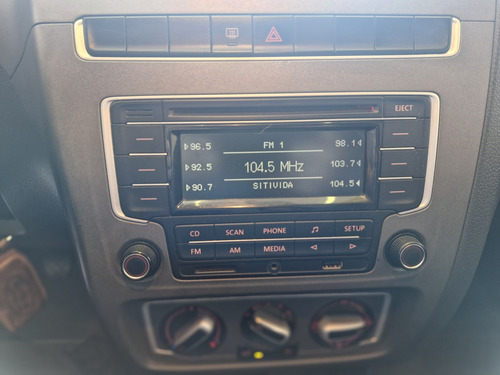 EJECT
96.5 FM 1 98.1
92.5 104.5 MHz 103.7
90.7 SITIVIDA 104.5
CD SCAN PHONE SETUP
FM AM MEDIA